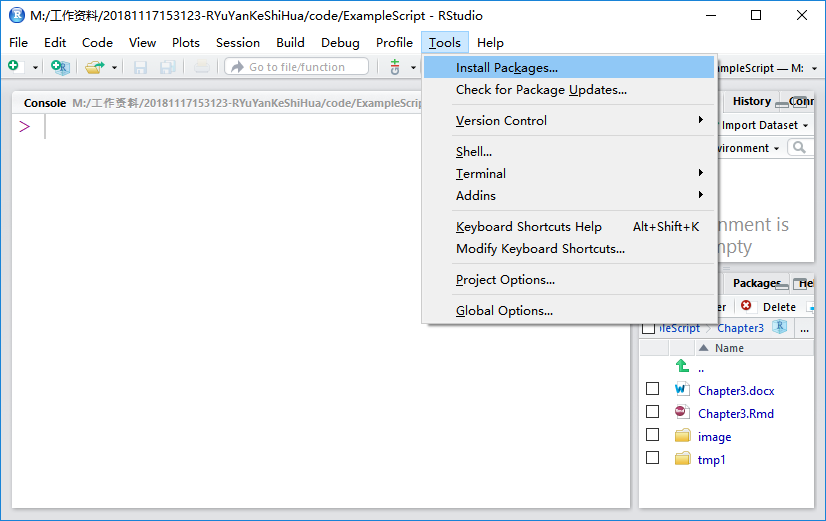 M:/工作资料/20181117153123-RYuYanKeShiHua/code/ExampleScript - RStudio
File Edit Code View Plots Session Build Debug Profile Tools Help
Go to file/function
mpleScript — M:
Install Packages...
Check for Package Updates...
Version Control
Shell...
Terminal
Addins
Keyboard Shortcuts Help Alt+Shift+K
Modify Keyboard Shortcuts...
Project Options...
Global Options...
Console M:/工作资料/20181117153123-RYuYanKeShiHua/code/ExampleScrip
>
History Conn
Import Dataset
vironment
nment is
mpty
Packages He
er Delete
leScript Chapter3 ...
Name
..
Chapter3.docx
Chapter3.Rmd
image
tmp1